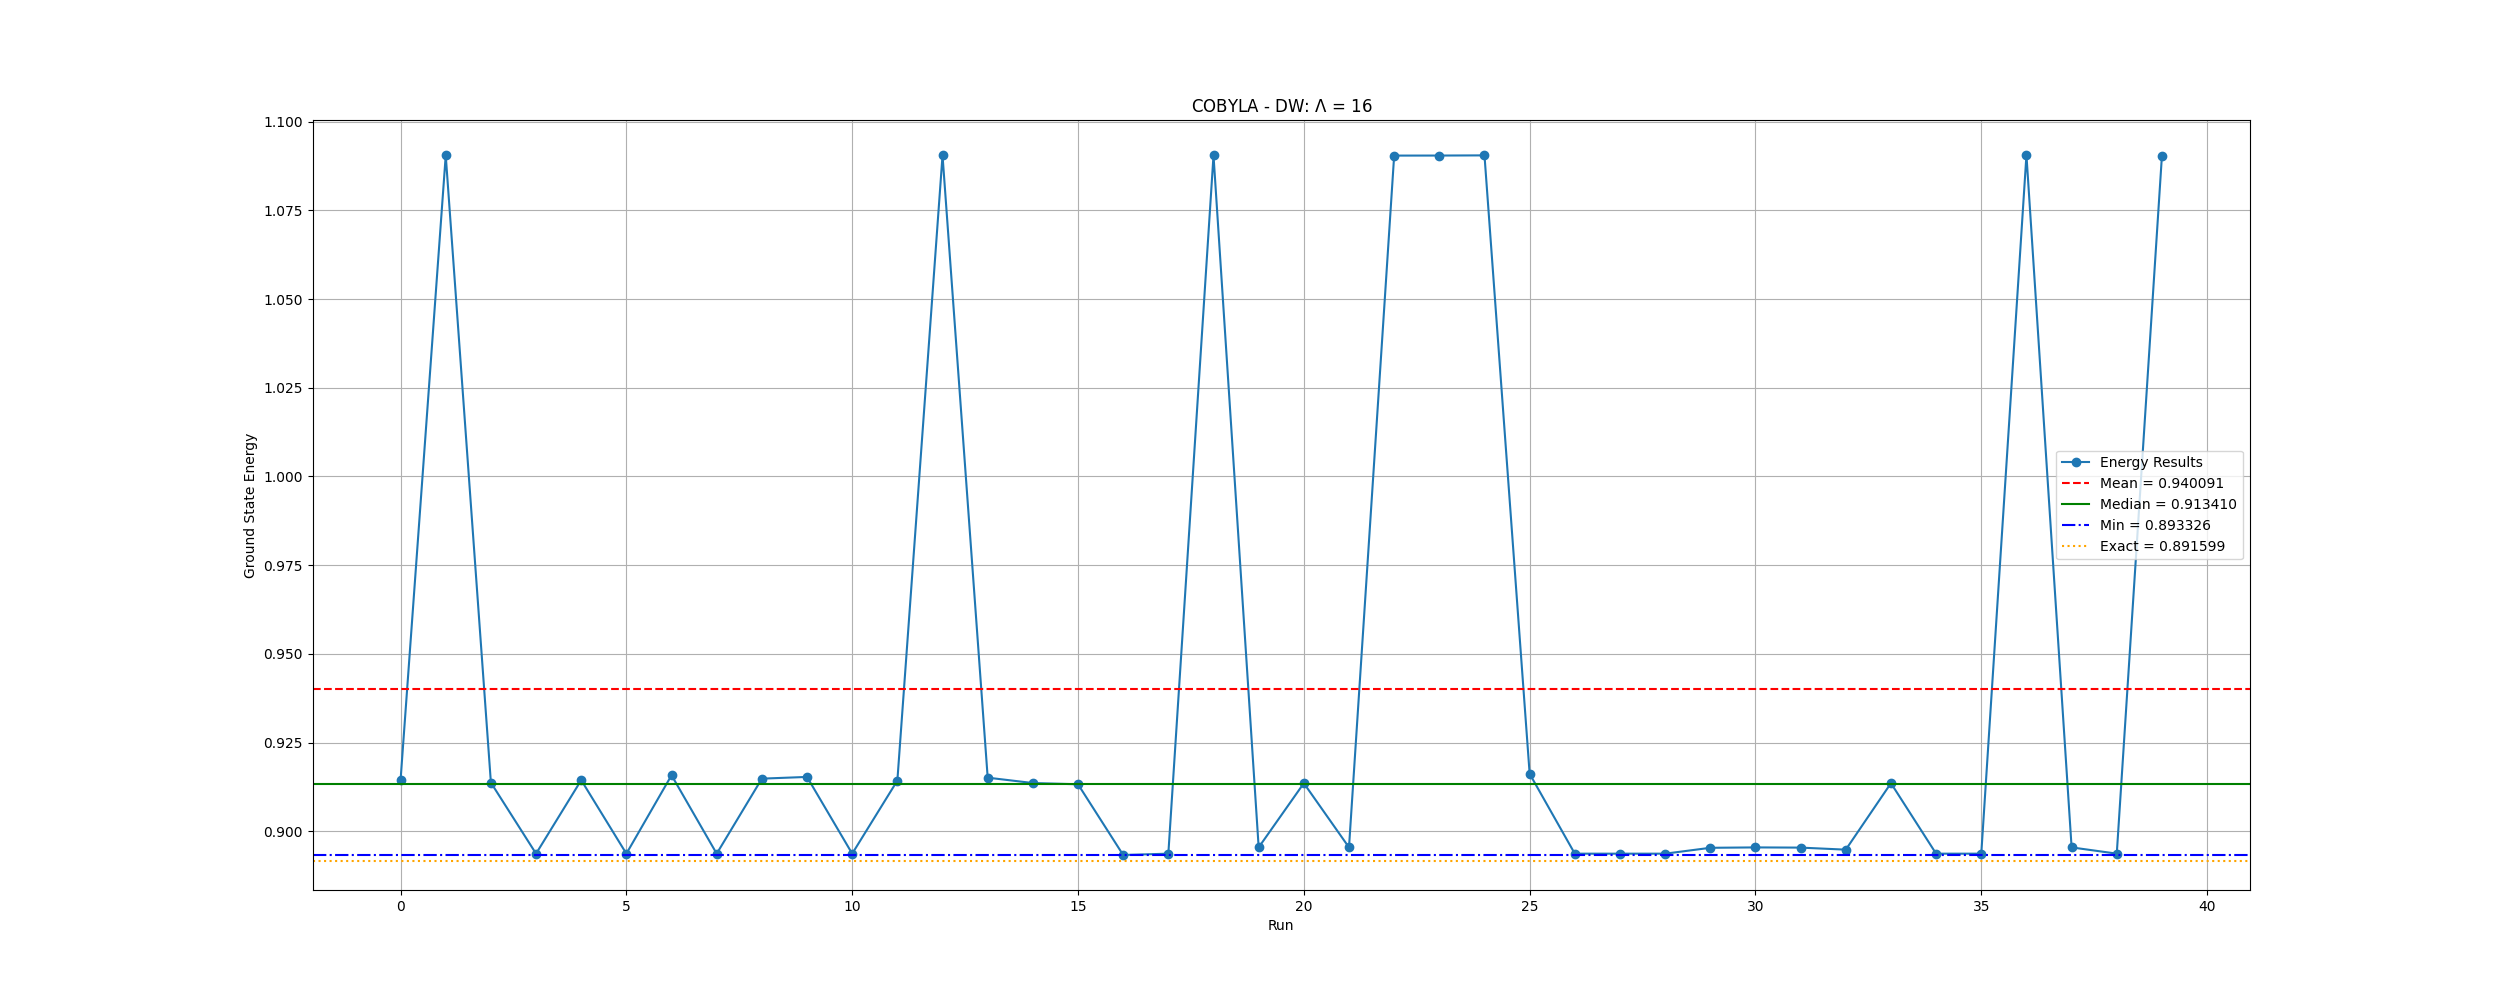 COBYLA - DW: Λ = 16
1.100
1.075
1.050
1.025
1.000
0.975
0.950
0.925
0.900
Ground State Energy
Energy Results
Mean = 0.940091
Median = 0.913410
Min = 0.893326
Exact = 0.891599
0 5 10 15 20 25 30 35 40
Run